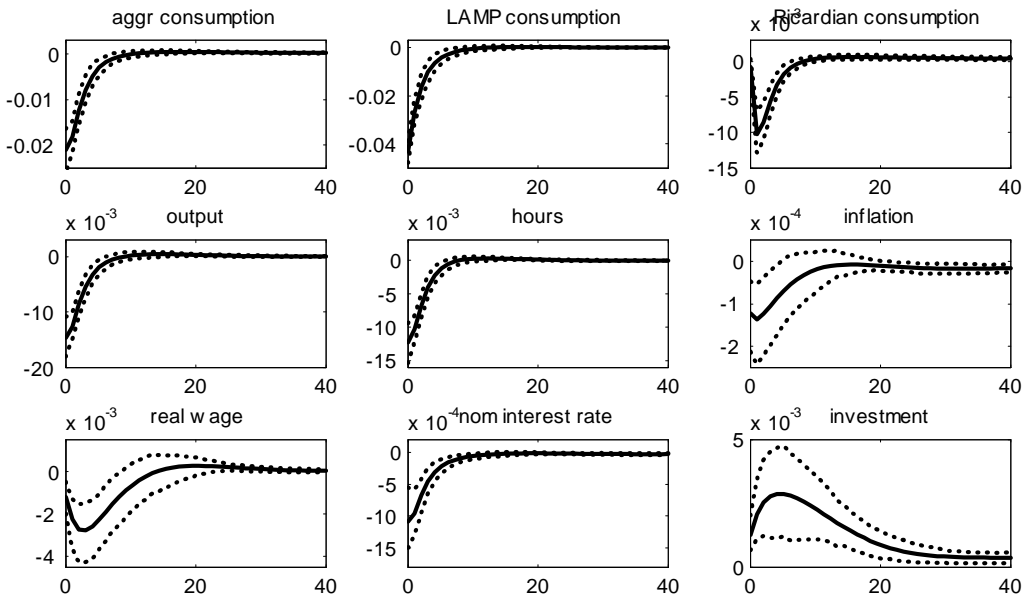 aggr consumption
LAMP consumption
Ricardian consumption
x 10^-3
0
-0.01
-0.02
0
-0.02
-0.04
0
-5
-10
-15
0 20 40
0 20 40
0 20 40
x 10^-3
output
x 10^-3
hours
x 10^-4
inflation
0
-10
-20
0
-5
-10
-15
0
-1
-2
0 20 40
0 20 40
0 20 40
x 10^-3
real wage
x 10^-4
nom interest rate
x 10^-3
investment
0
-2
-4
0
-5
-10
-15
5
0
0 20 40
0 20 40
0 20 40